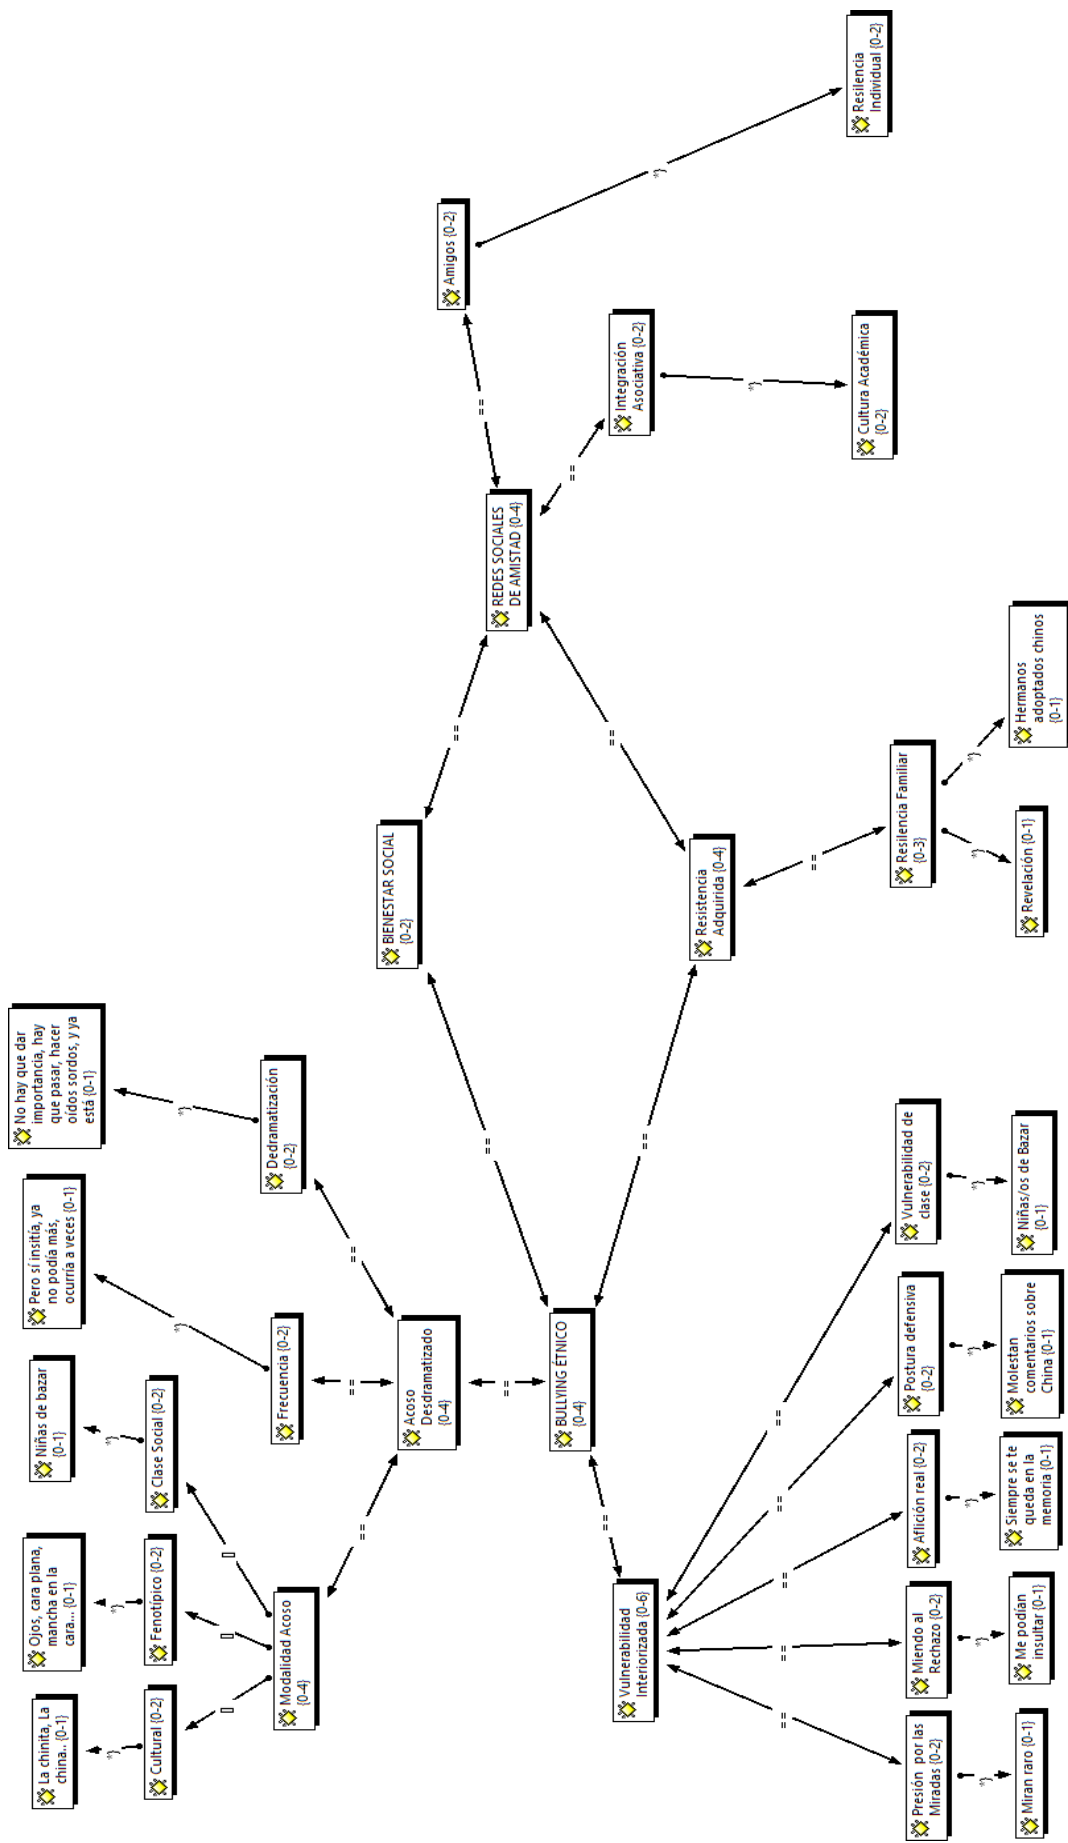 La chinita, La
china.. {0-1}
Ojos, cara plana,
mancha en la
cara... {0-1}
Niñas de bazar
{0-1}
Pero sí insitía, ya
no podía más,
ocurría a veces {0-1}
No hay que dar
importancia, hay
que pasar, hacer
oídos sordos, y ya
está {0-1}
Cultural {0-2}
Fenotípico {0-2}
Clase Social {0-2}
Frecuencia {0-2}
Dedramatización
{0-2}
Modalidad Acoso
{0-4}
Acoso
Desdramatizado
{0-4}
BIENESTAR SOCIAL
{0-2}
Amigos {0-2}
REDES SOCIALES
DE AMISTAD {0-4}
BULLYING ÉTNICO
{0-4}
Vulnerabilidad
Interiorizada {0-6}
Integración
Asociativa {0-2}
Resistencia
Adquirida {0-4}
Resilencia
Individual {0-2}
Cultura Académica
{0-2}
Presión por las
Miradas {0-2}
Miendo al
Rechazo {0-2}
Aflición real {0-2}
Postura defensiva
{0-2}
Vulnerabilidad de
clase {0-2}
Resilencia Familiar
{0-3}
Miran raro {0-1}
Me podían
insultar {0-1}
Siempre se te
queda en la
memoria {0-1}
Molestan
comentarios sobre
China {0-1}
Niñas/os de Bazar
{0-1}
Revelación {0-1}
Hermanos
adoptados chinos
{0-1}